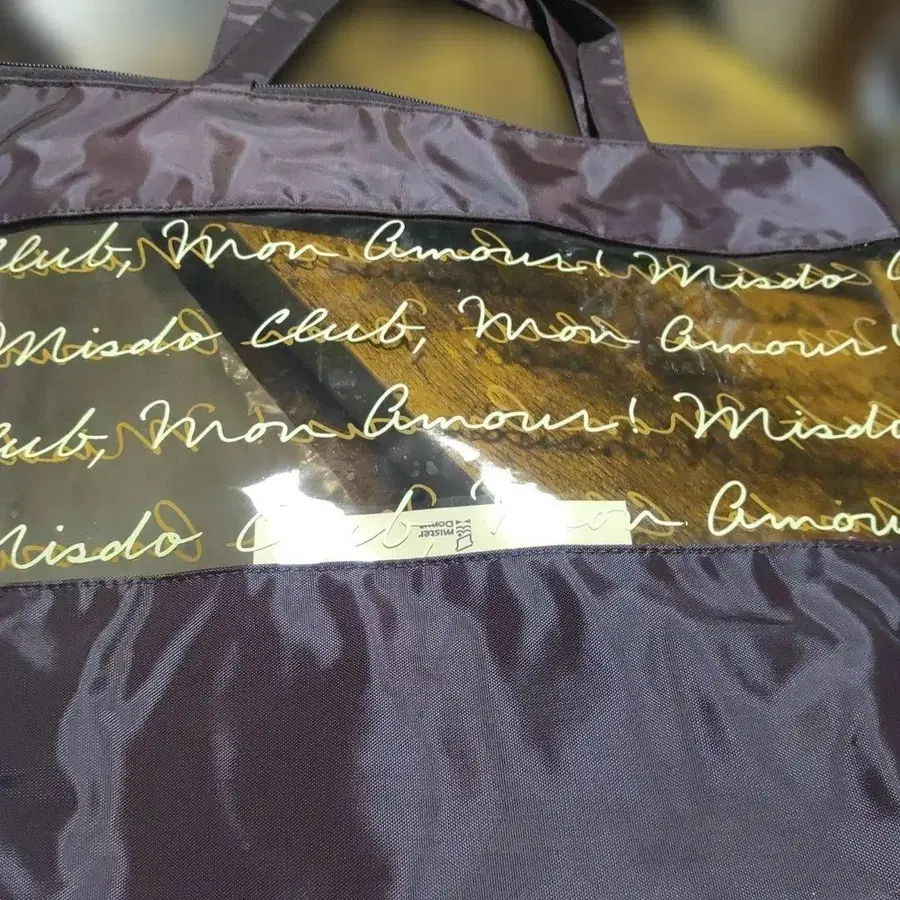 Club, Mon Amour! Misdo
Misdo Club, Mon Amour!
Club, Mon Amour! Misdo
Misdo Club, Mon Amour
mister
Donut